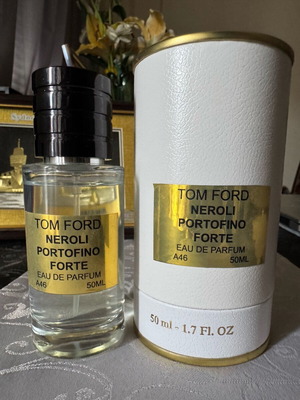 TOM FORD
NEROLI
PORTOFINO
FORTE
EAU DE PARFUM
A46 50ML
TOM FORD
NEROLI
PORTOFINO
FORTE
EAU DE PARFUM
A46 50ML
50 ml - 1.7 Fl. OZ